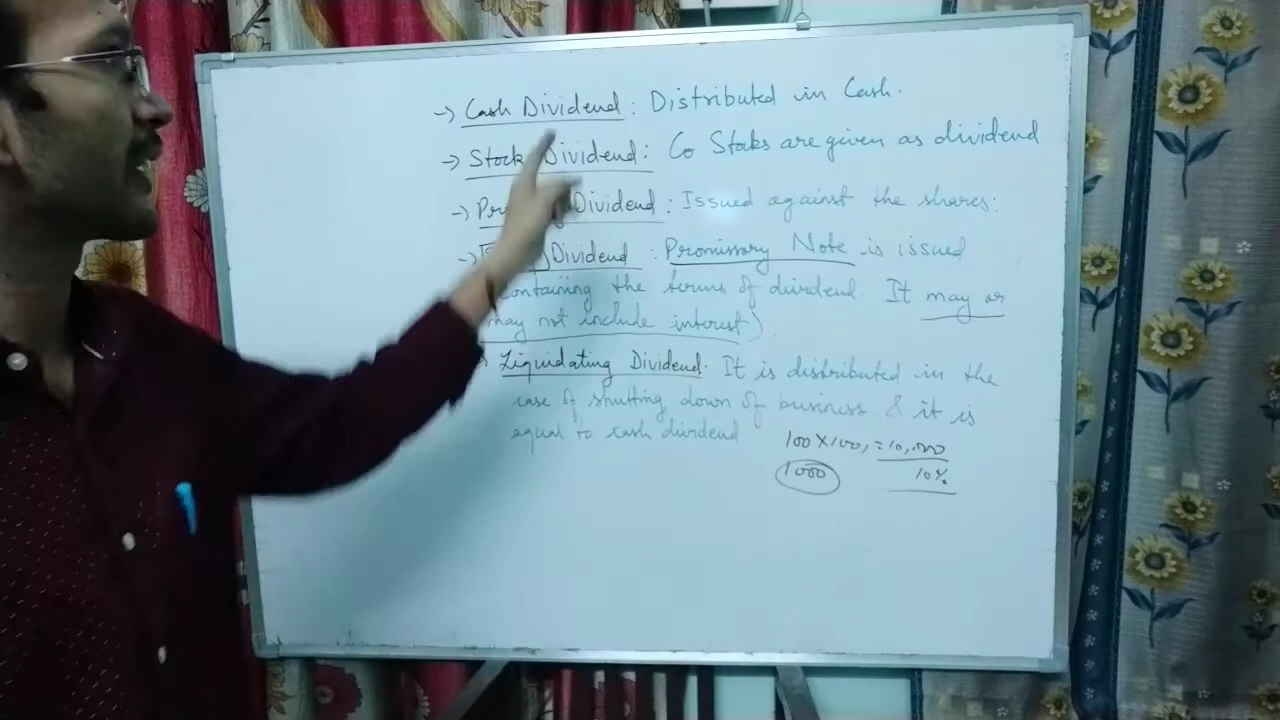 -> Cash Dividend : Distributed in Cash.
-> Stock Dividend : Co Stocks are given as dividend
-> Dividend : Issued against the shares:
-> Dividend : Promissory Note is issued
containing the terms of dividend It may or
may not include interest)
Liquidating Dividend. It is distributed in the
case of shutting down of business & it is
equal to cash dividend
100 X 100, = 10,000
1000 10%